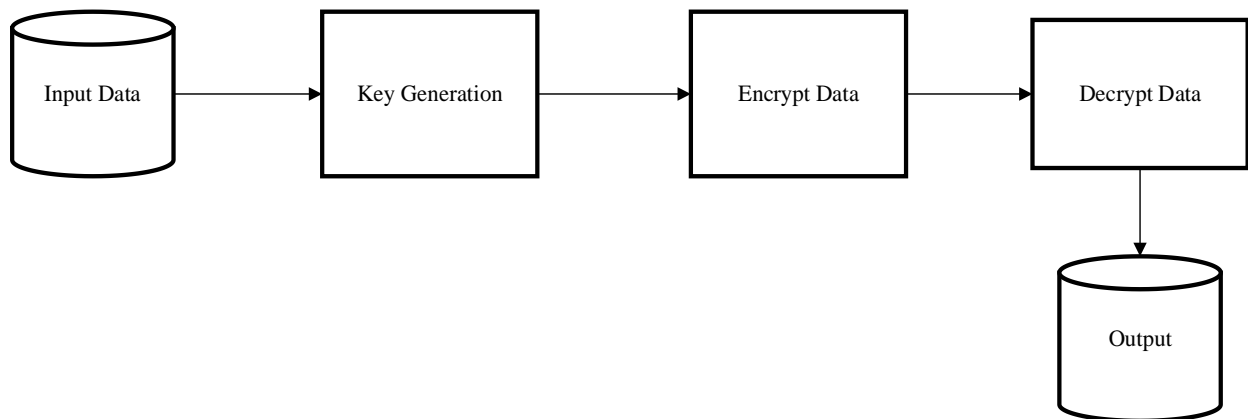 Input Data
Key Generation
Encrypt Data
Decrypt Data
Output